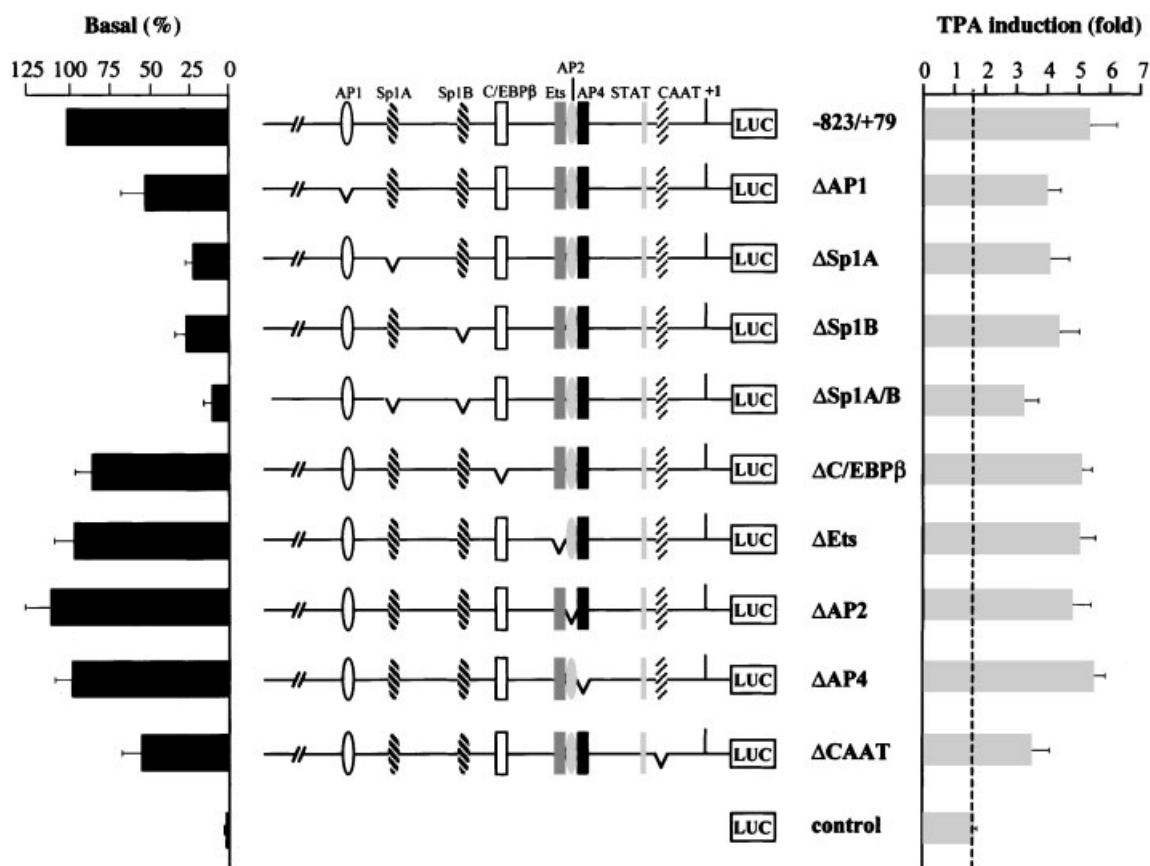 Basal (%)
TPA induction (fold)
125 100 75 50 25 0
0 1 2 3 4 5 6 7
AP2
AP1 Sp1A Sp1B C/EBPβ Ets AP4 STAT CAAT +1
LUC -823/+79
LUC ΔAP1
LUC ΔSp1A
LUC ΔSp1B
LUC ΔSp1A/B
LUC ΔC/EBPβ
LUC ΔEts
LUC ΔAP2
LUC ΔAP4
LUC ΔCAAT
LUC control